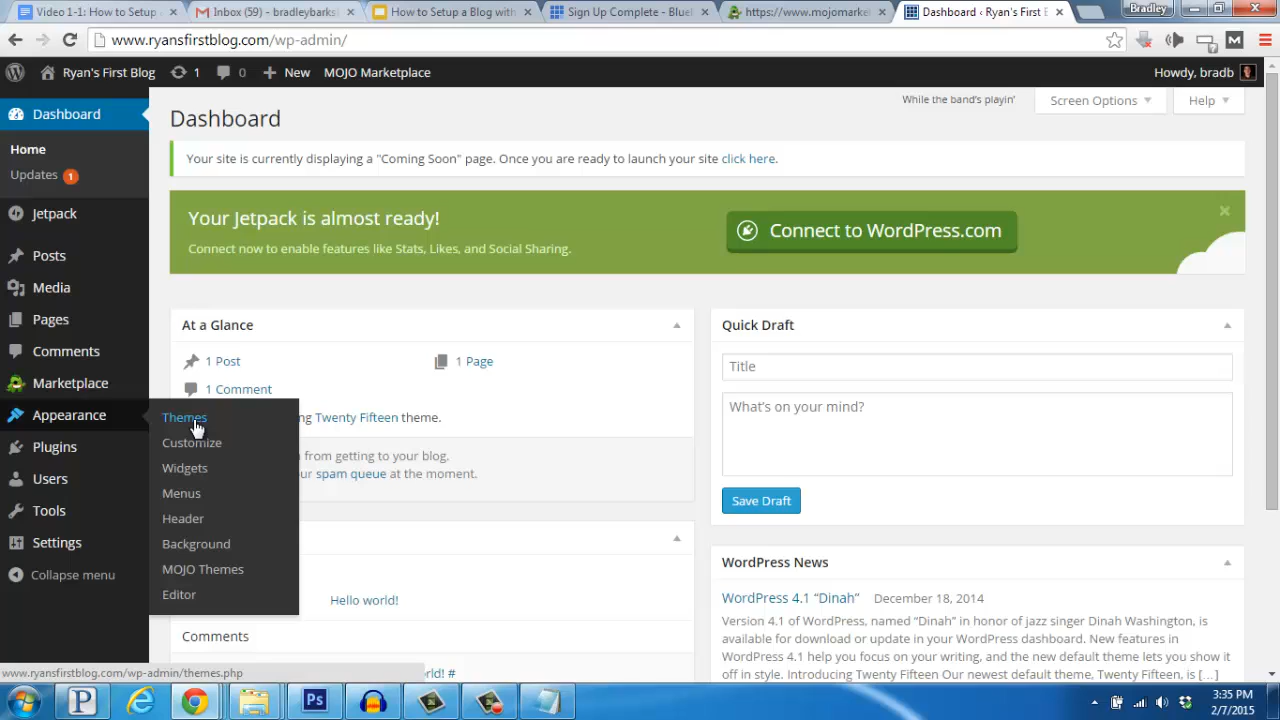 Video 1: How to Setup
Inbox (59) - bradleybarks
How to Setup a Blog with
Sign Up Complete - Blue
https://www.mojomarke
Dashboard ‹ Ryan's First B
Bradley
www.ryansfirstblog.com/wp-admin/
Ryan's First Blog
1
0
New
MOJO Marketplace
Howdy, bradb
Dashboard
Home
Updates 1
Jetpack
Posts
Media
Pages
Comments
Marketplace
Appearance
Plugins
Users
Tools
Settings
Collapse menu
Themes
Customize
Widgets
Menus
Header
Background
MOJO Themes
Editor
While the band's playin'
Screen Options
Help
Dashboard
Your site is currently displaying a "Coming Soon" page. Once you are ready to launch your site click here.
Your Jetpack is almost ready!
Connect now to enable features like Stats, Likes, and Social Sharing.
Connect to WordPress.com
At a Glance
1 Post
1 Page
1 Comment
Twenty Fifteen theme.
from getting to your blog.
spam queue at the moment.
Hello world!
Comments
Quick Draft
Title
What's on your mind?
Save Draft
WordPress News
WordPress 4.1 “Dinah” December 18, 2014
Version 4.1 of WordPress, named “Dinah” in honor of jazz singer Dinah Washington, is
available for download or update in your WordPress dashboard. New features in
WordPress 4.1 help you focus on your writing, and the new default theme lets you show it
off in style. Introducing Twenty Fifteen Our newest default theme, Twenty Fifteen, is [...]
www.ryansfirstblog.com/wp-admin/themes.php
#
Ps
3:35 PM
2/7/2015